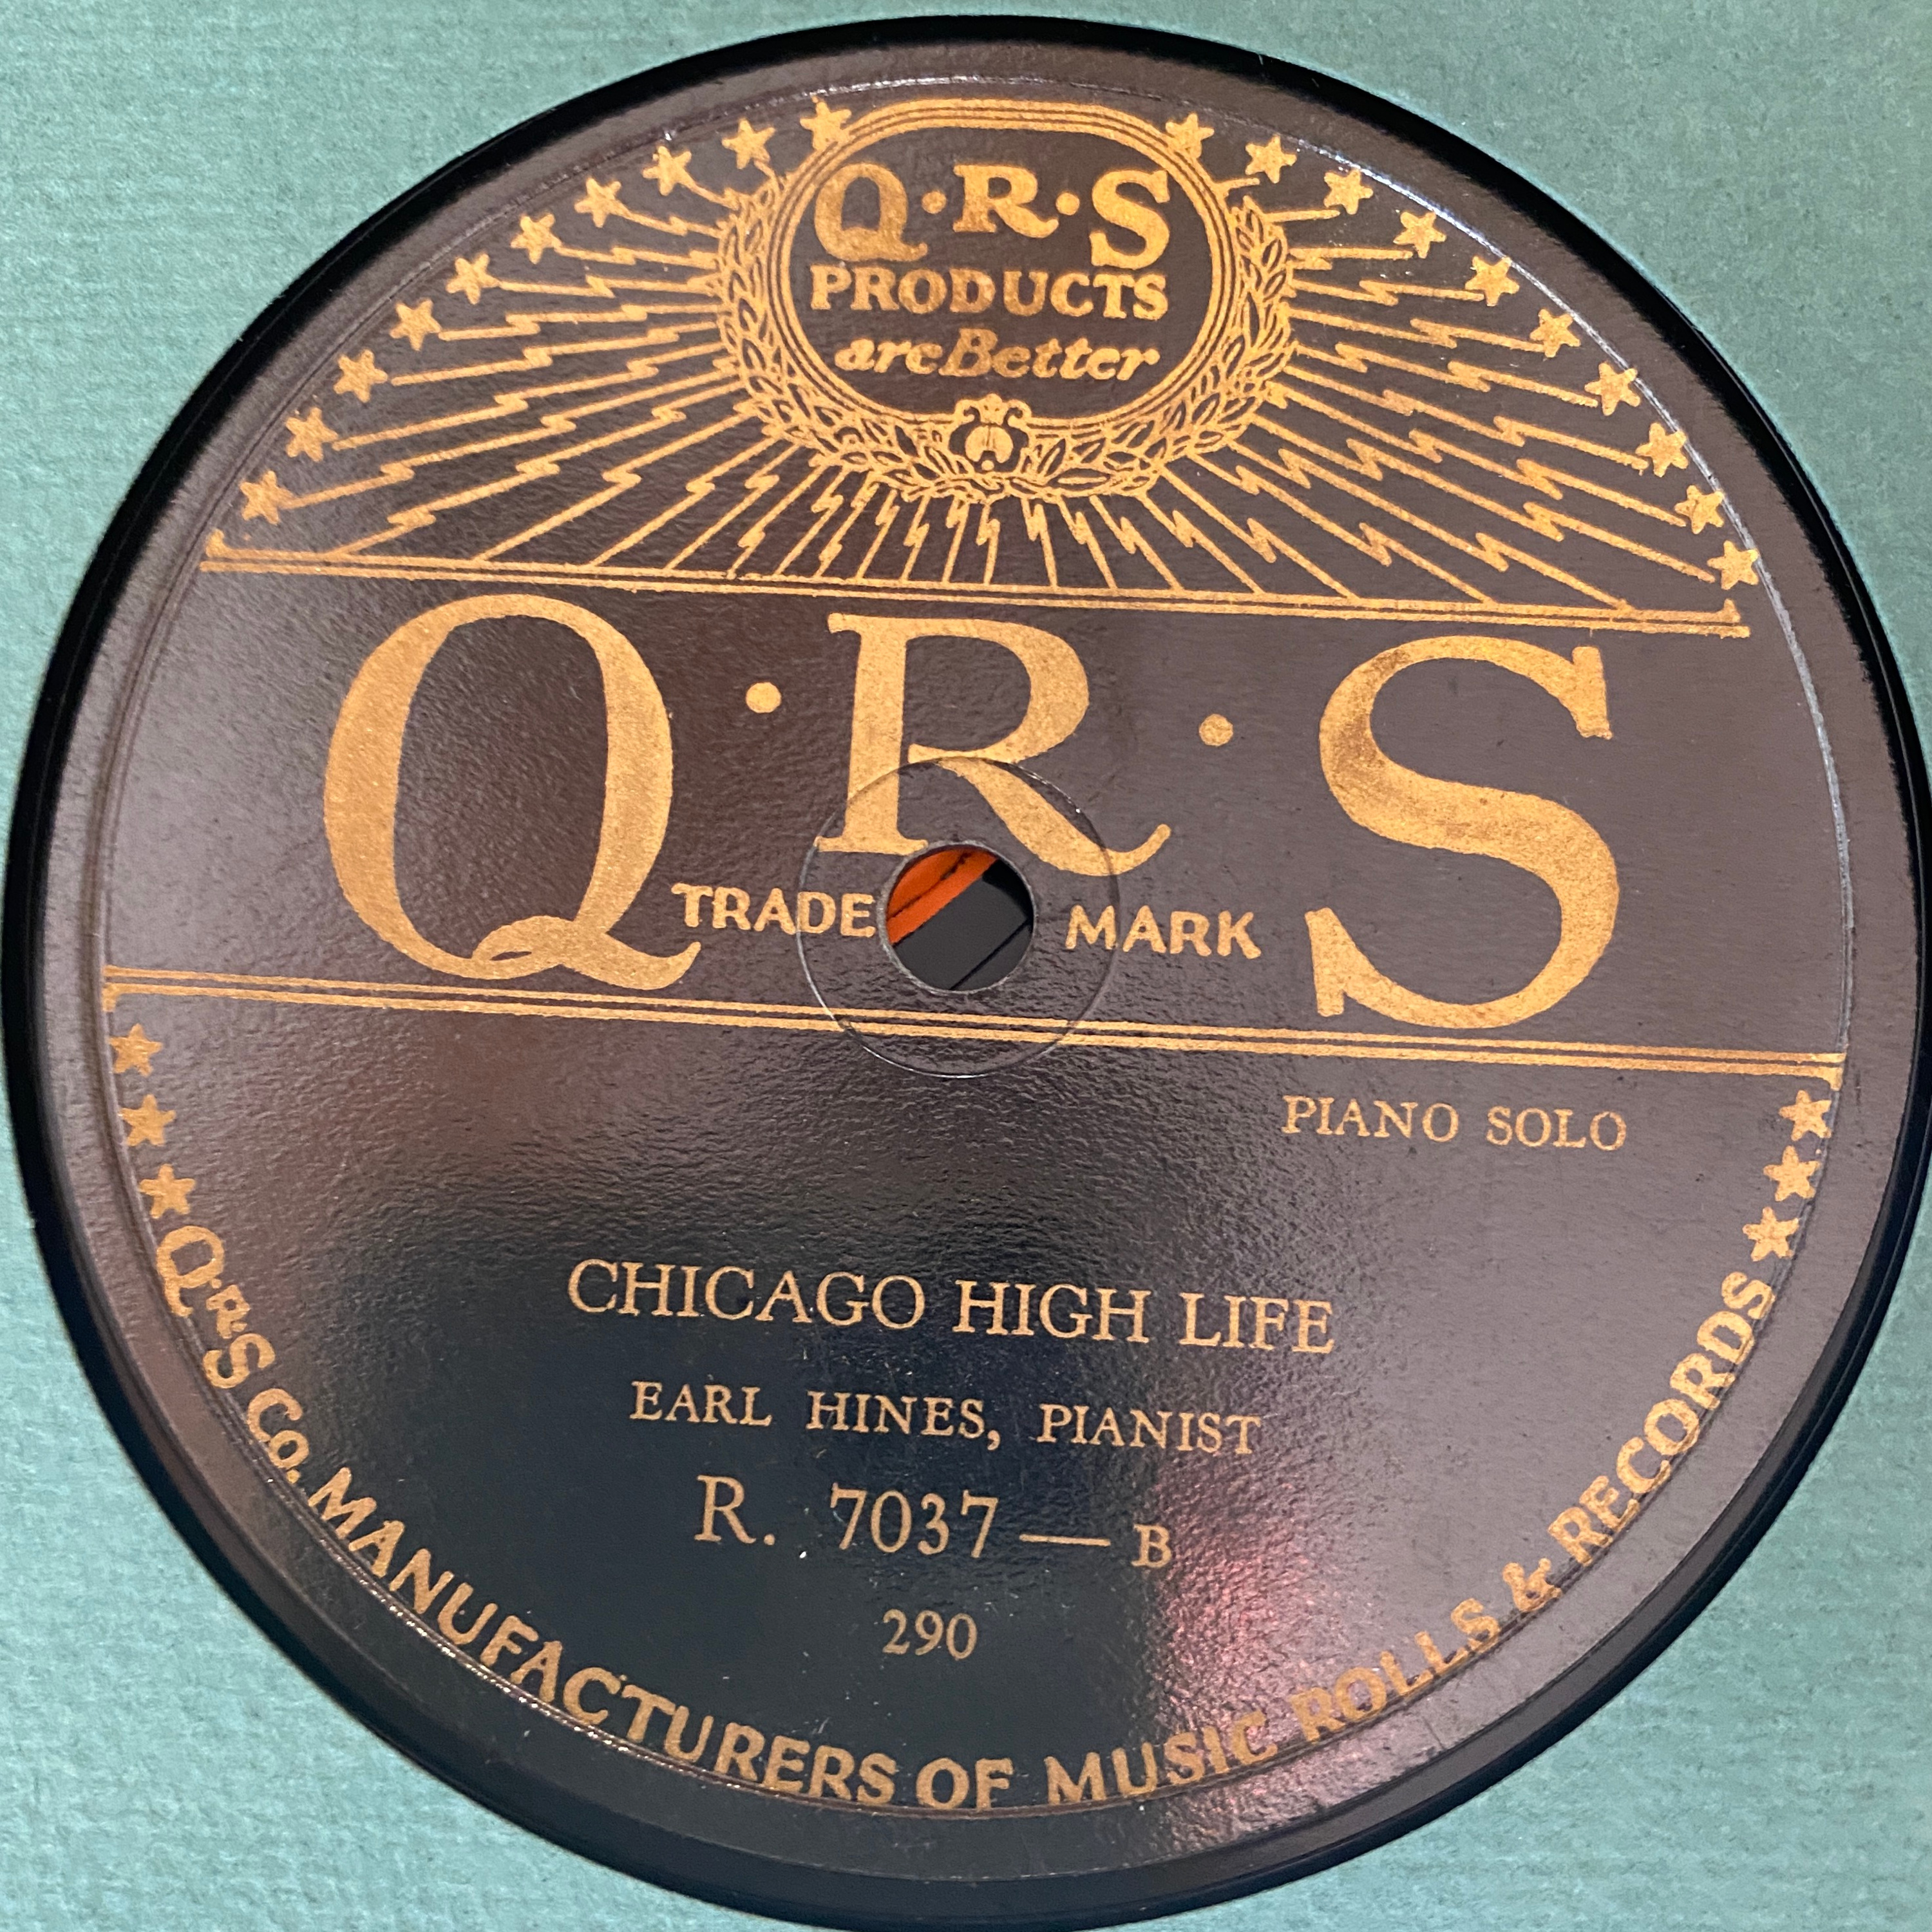 Q·R·S
PRODUCTS
are Better
Q·R·S
TRADE MARK
PIANO SOLO
CHICAGO HIGH LIFE
EARL HINES, PIANIST
R. 7037 — B
290
Q·R·S Co. MANUFACTURERS OF MUSIC ROLLS & RECORDS